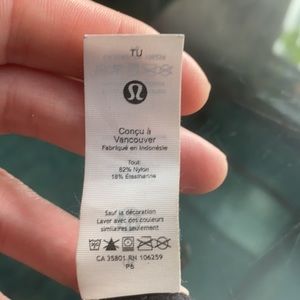 TU
Conçu à
Vancouver
Fabriqué en Indonésie
Tout:
82% Nylon
18% Élasthanne
Sauf la décoration
Laver avec des couleurs
similaires seulement
CA 35801 RN 106259
P6